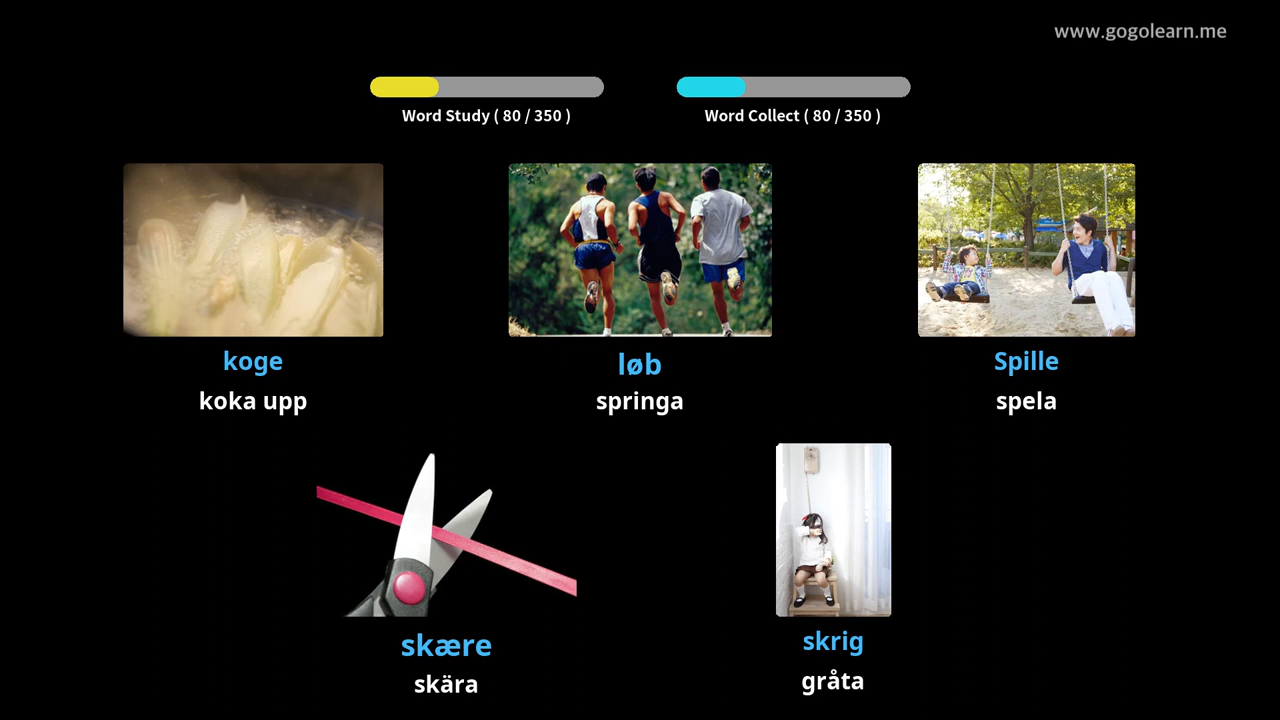 www.gogolearn.me
Word Study ( 80 / 350 )
Word Collect ( 80 / 350 )
koge
koka upp
løb
springa
Spille
spela
skære
skära
skrig
gråta